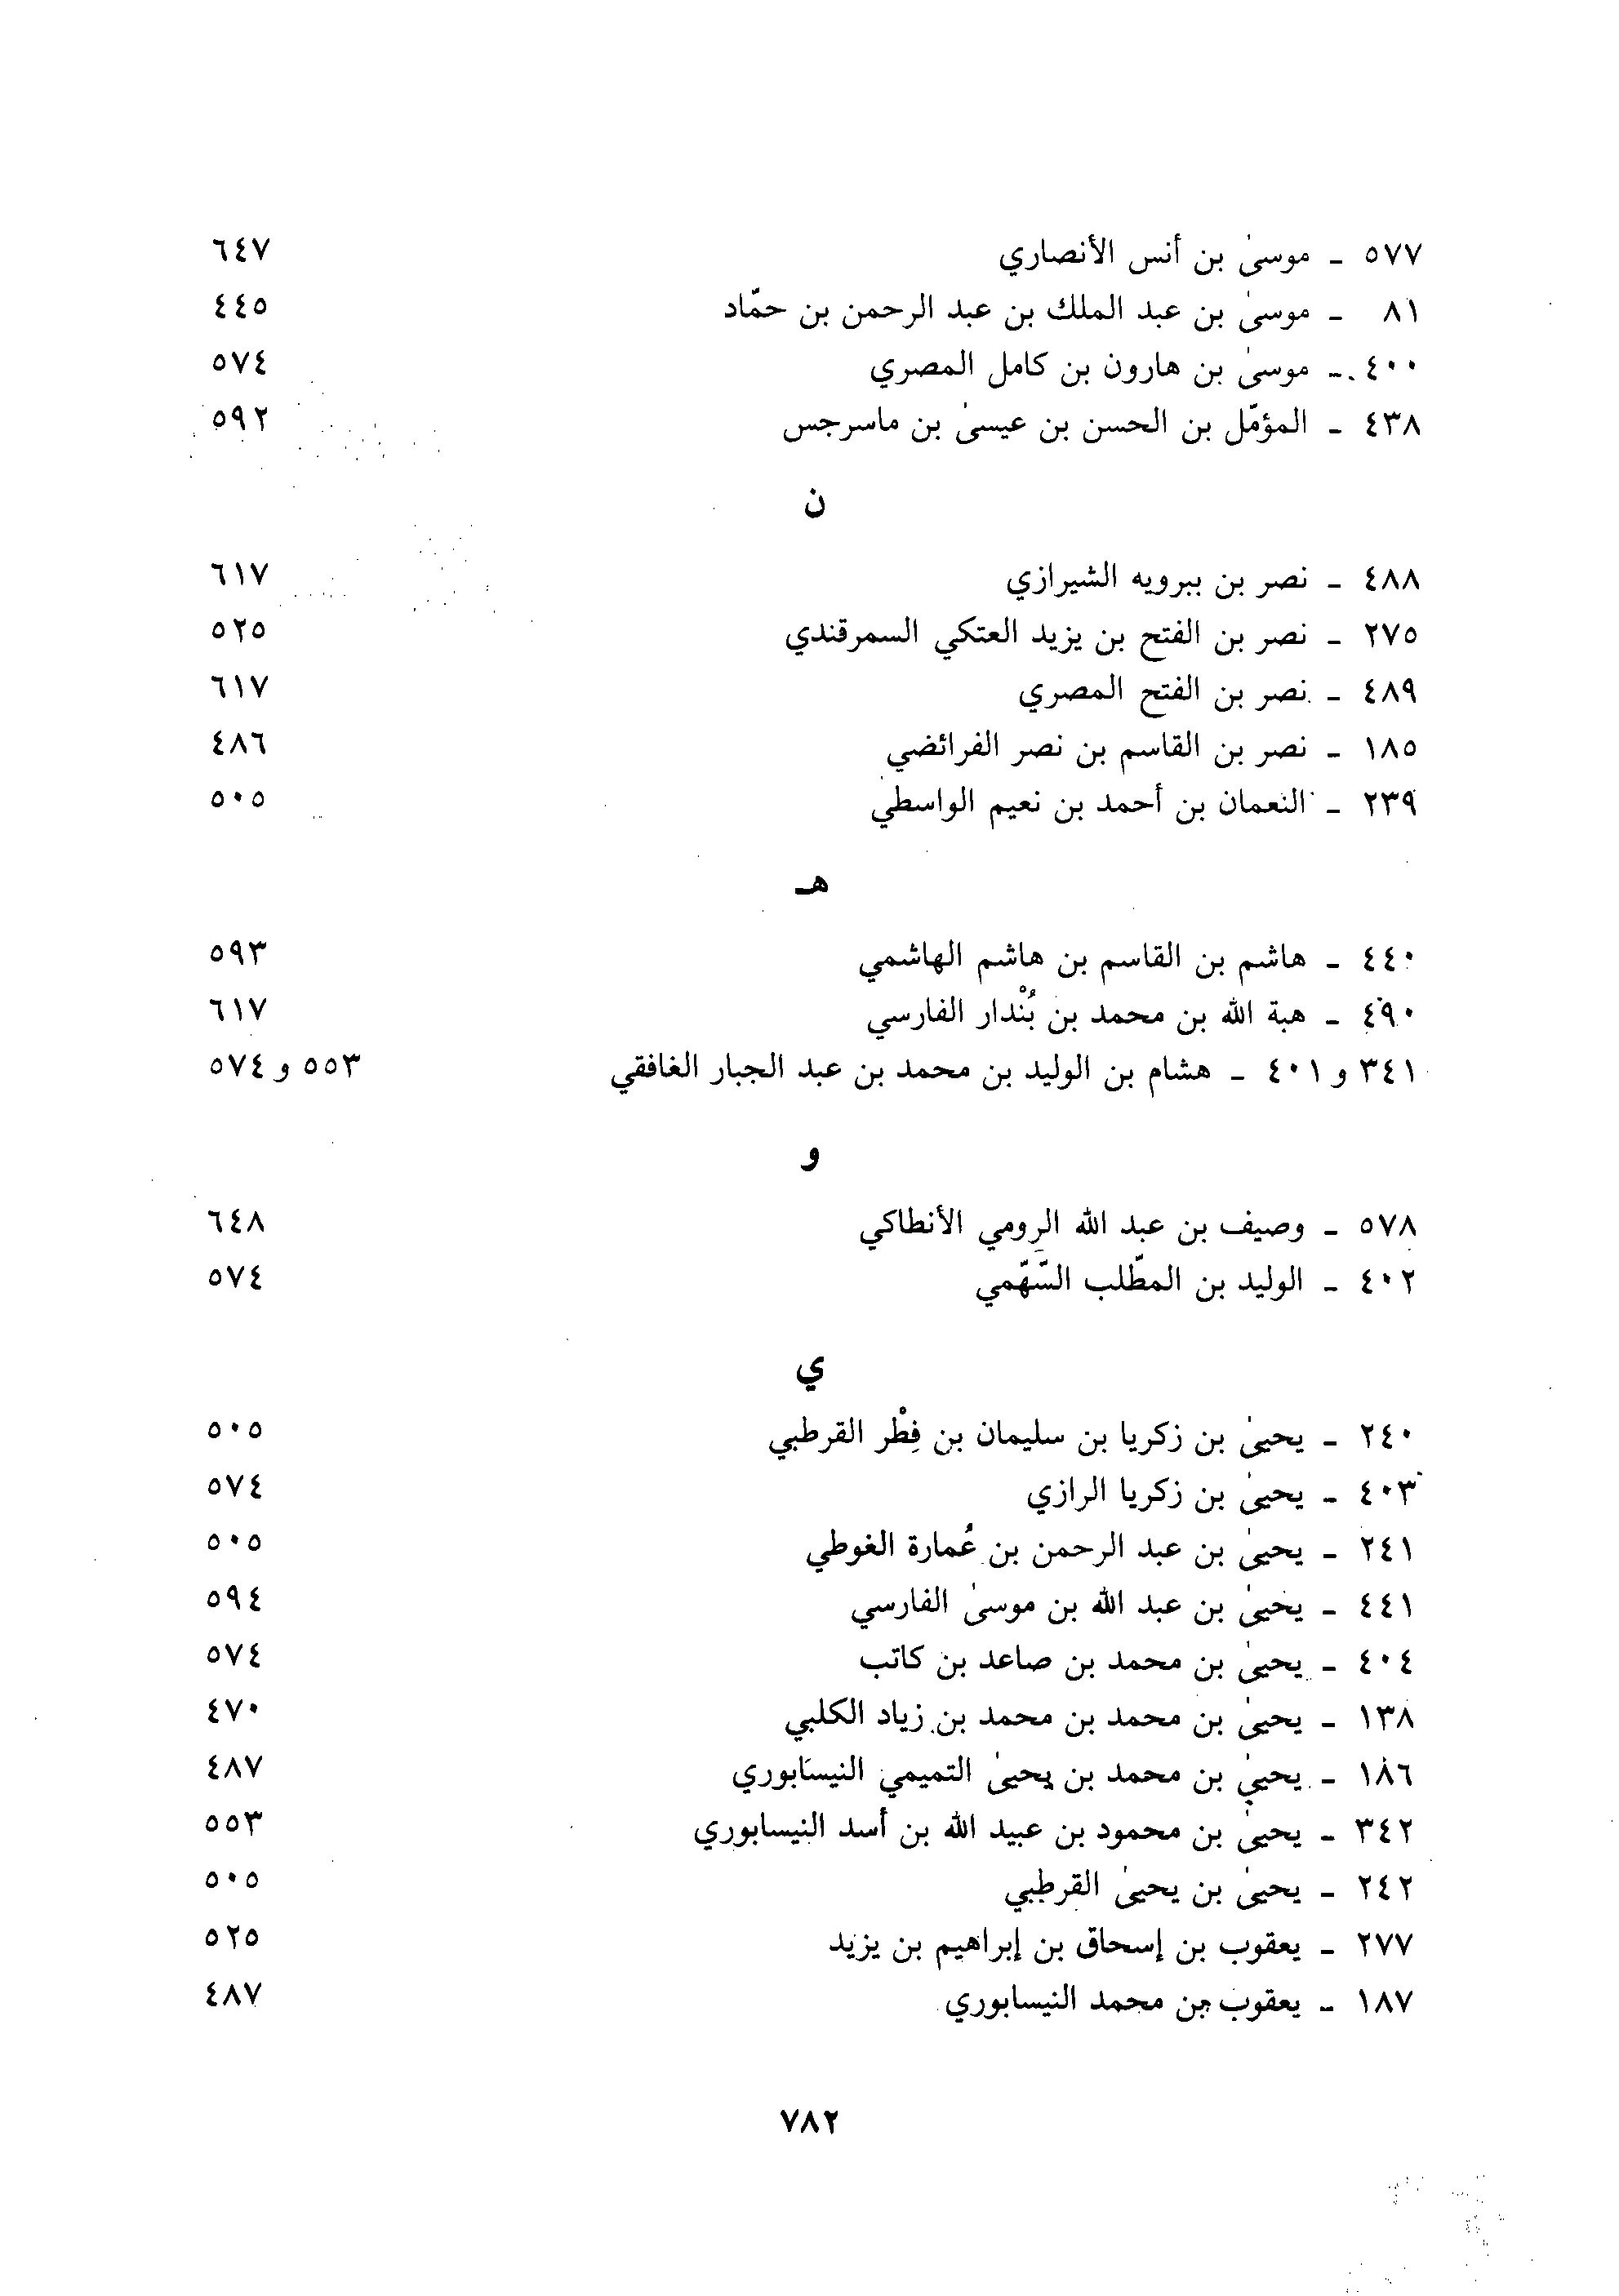 ٥٧٧ - موسىٰ بن أنس الأنصاري ٦٤٧
٨١ - موسىٰ بن عبد الملك بن عبد الرحمن بن حمّاد ٤٤٥
٤٠٠ - موسىٰ بن هارون بن كامل المصري ٥٧٤
٤٣٨ - المؤمّل بن الحسن بن عيسىٰ بن ماسرجس ٥٩٢
ن
٤٨٨ - نصر بن ببرويه الشيرازي ٦١٧
٢٧٥ - نصر بن الفتح بن يزيد العتكي السمرقندي ٥٢٥
٤٨٩ - نصر بن الفتح المصري ٦١٧
١٨٥ - نصر بن القاسم بن نصر الفرائضي ٤٨٦
٢٣٩ - النعمان بن أحمد بن نعيم الواسطي ٥٠٥
هـ
٤٤٠ - هاشم بن القاسم بن هاشم الهاشمي ٥٩٣
٤٩٠ - هبة الله بن محمد بن بُنْدار الفارسي ٦١٧
٣٤١ و ٤٠١ - هشام بن الوليد بن محمد بن عبد الجبار الغافقي ٥٥٣ و ٥٧٤
و
٥٧٨ - وصيف بن عبد الله الرومي الأنطاكي ٦٤٨
٤٠٢ - الوليد بن المطّلب السَّهْمي ٥٧٤
ي
٢٤٠ - يحيىٰ بن زكريا بن سليمان بن فِطْر القرطبي ٥٠٥
٤٠٣ - يحيىٰ بن زكريا الرازي ٥٧٤
٢٤١ - يحيىٰ بن عبد الرحمن بن عُمارة الغوطي ٥٠٥
٤٤١ - يحيىٰ بن عبد الله بن موسىٰ الفارسي ٥٩٤
٤٠٤ - يحيىٰ بن محمد بن صاعد بن كاتب ٥٧٤
١٣٨ - يحيىٰ بن محمد بن محمد بن زياد الكلبي ٤٧٠
١٨٦ - يحيىٰ بن محمد بن يحيىٰ التميمي النيسابوري ٤٨٧
٣٤٢ - يحيىٰ بن محمود بن عبيد الله بن أسد النيسابوري ٥٥٣
٢٤٢ - يحيىٰ بن يحيىٰ القرطبي ٥٠٥
٢٧٧ - يعقوب بن إسحاق بن إبراهيم بن يزيد ٥٢٥
١٨٧ - يعقوب بن محمد النيسابوري ٤٨٧
٧٨٢